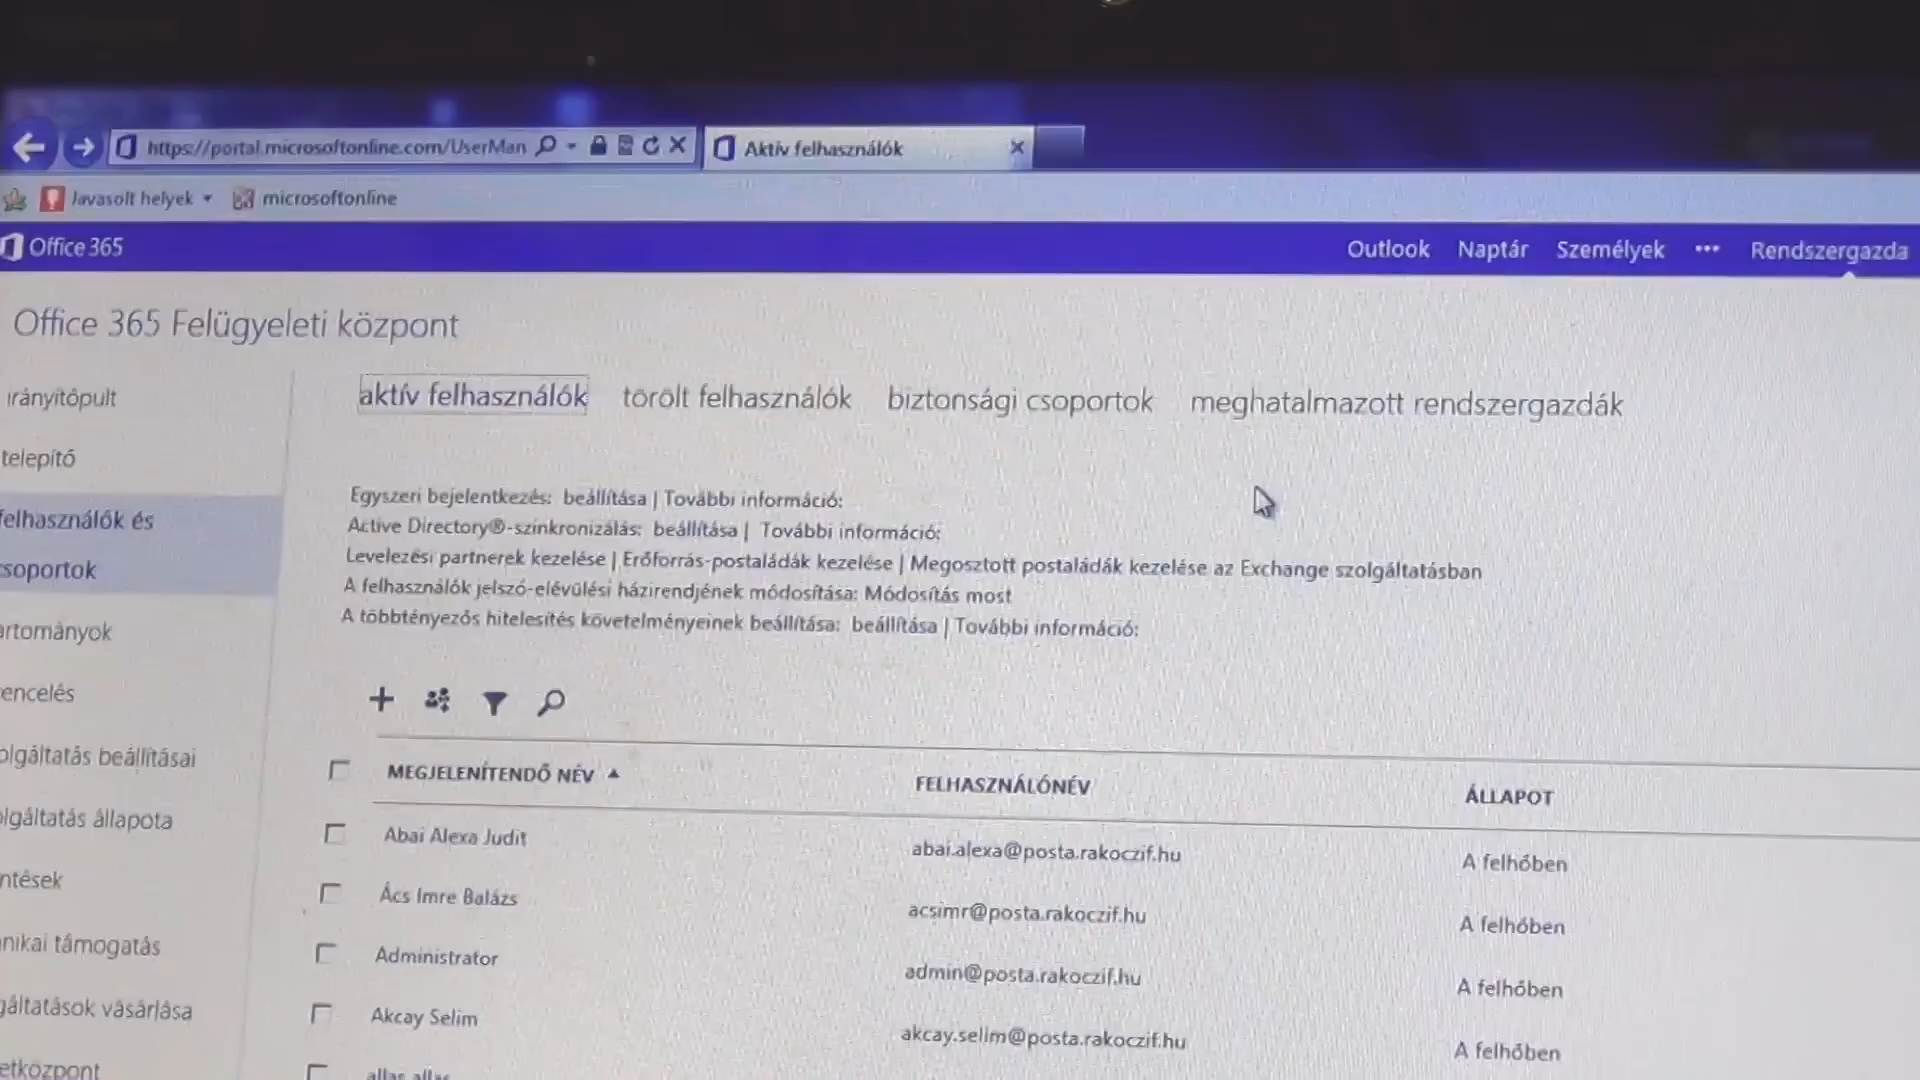 https://portal.microsoftonline.com/UserMan
Aktív felhasználók
Javasolt helyek
microsoftonline
Office 365
Outlook Naptár Személyek ••• Rendszergazda
Office 365 Felügyeleti központ
irányítópult
aktív felhasználók törölt felhasználók biztonsági csoportok meghatalmazott rendszergazdák
telepítő
felhasználók és
csoportok
artományok
encelés
olgáltatás beállításai
olgáltatás állapota
ntések
nikai támogatás
gáltatások vásárlása
etközpont
Egyszeri bejelentkezés: beállítása | További információ:
Active Directory®-szinkronizálás: beállítása | További információ:
Levelezési partnerek kezelése | Erőforrás-postaládák kezelése | Megosztott postaládák kezelése az Exchange szolgáltatásban
A felhasználók jelszó-elévülési házirendjének módosítása: Módosítás most
A többtényezős hitelesítés követelményeinek beállítása: beállítása | További információ:
MEGJELENÍTENDŐ NÉV FELHASZNÁLÓNÉV ÁLLAPOT
Abai Alexa Judit abai.alexa@posta.rakoczif.hu A felhőben
Ács Imre Balázs acsimr@posta.rakoczif.hu A felhőben
Administrator admin@posta.rakoczif.hu A felhőben
Akcay Selim akcay.selim@posta.rakoczif.hu A felhőben